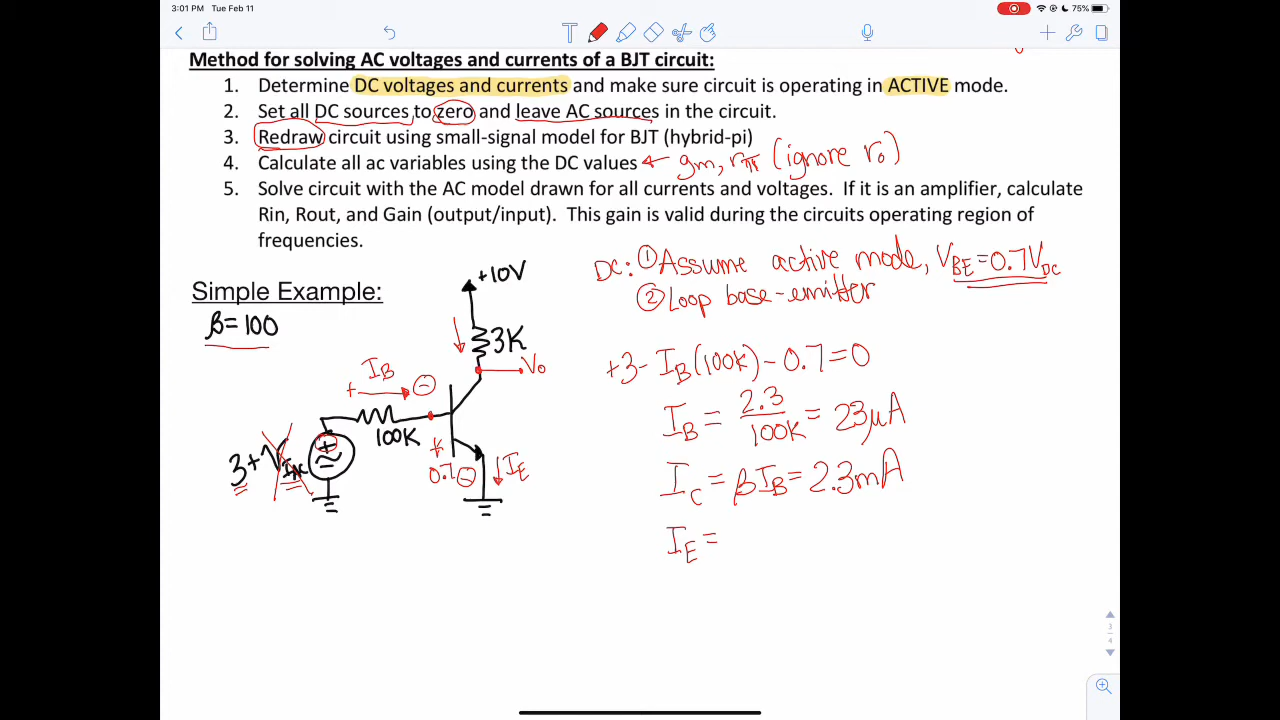 3:01 PM Tue Feb 11
75%
Method for solving AC voltages and currents of a BJT circuit:
1. Determine DC voltages and currents and make sure circuit is operating in ACTIVE mode.
2. Set all DC sources to zero and leave AC sources in the circuit.
3. Redraw circuit using small-signal model for BJT (hybrid-pi)
4. Calculate all ac variables using the DC values ← gm, rπ (ignore ro)
5. Solve circuit with the AC model drawn for all currents and voltages. If it is an amplifier, calculate
Rin, Rout, and Gain (output/input). This gain is valid during the circuits operating region of
frequencies.
DC: ① Assume active mode, VBE = 0.7VDC
② Loop base-emitter
Simple Example:
β = 100
+10V
3K
Vo
IB
+ −
100K
3 +
+
+
0.7 −
IE
+3 - IB(100K) - 0.7 = 0
IB = 2.3/100K = 23μA
IC = βIB = 2.3mA
IE =
3
4